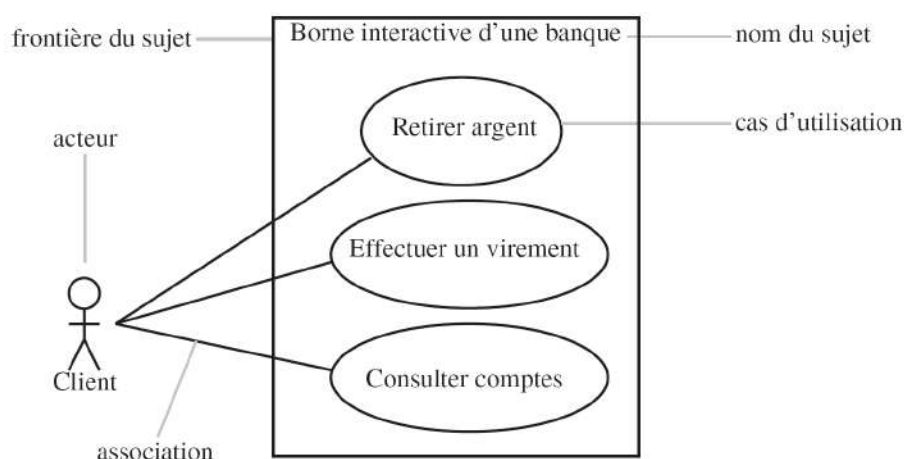 frontière du sujet
Borne interactive d'une banque
nom du sujet
Retirer argent
cas d'utilisation
acteur
Effectuer un virement
Client
Consulter comptes
association